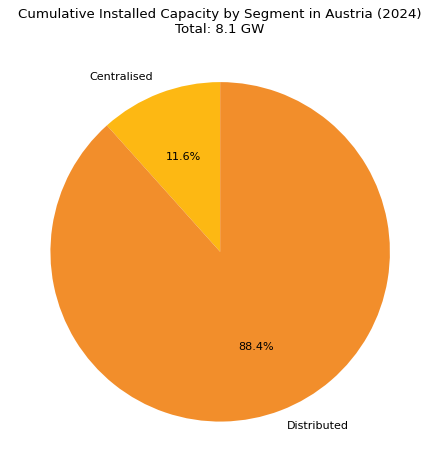 Cumulative Installed Capacity by Segment in Austria (2024)
Total: 8.1 GW
Centralised
11.6%
88.4%
Distributed